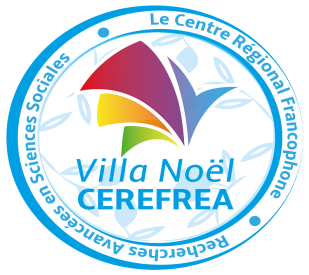 Le Centre Régional Francophone
Recherches Avancées en Sciences Sociales
Villa Noël
CEREFREA